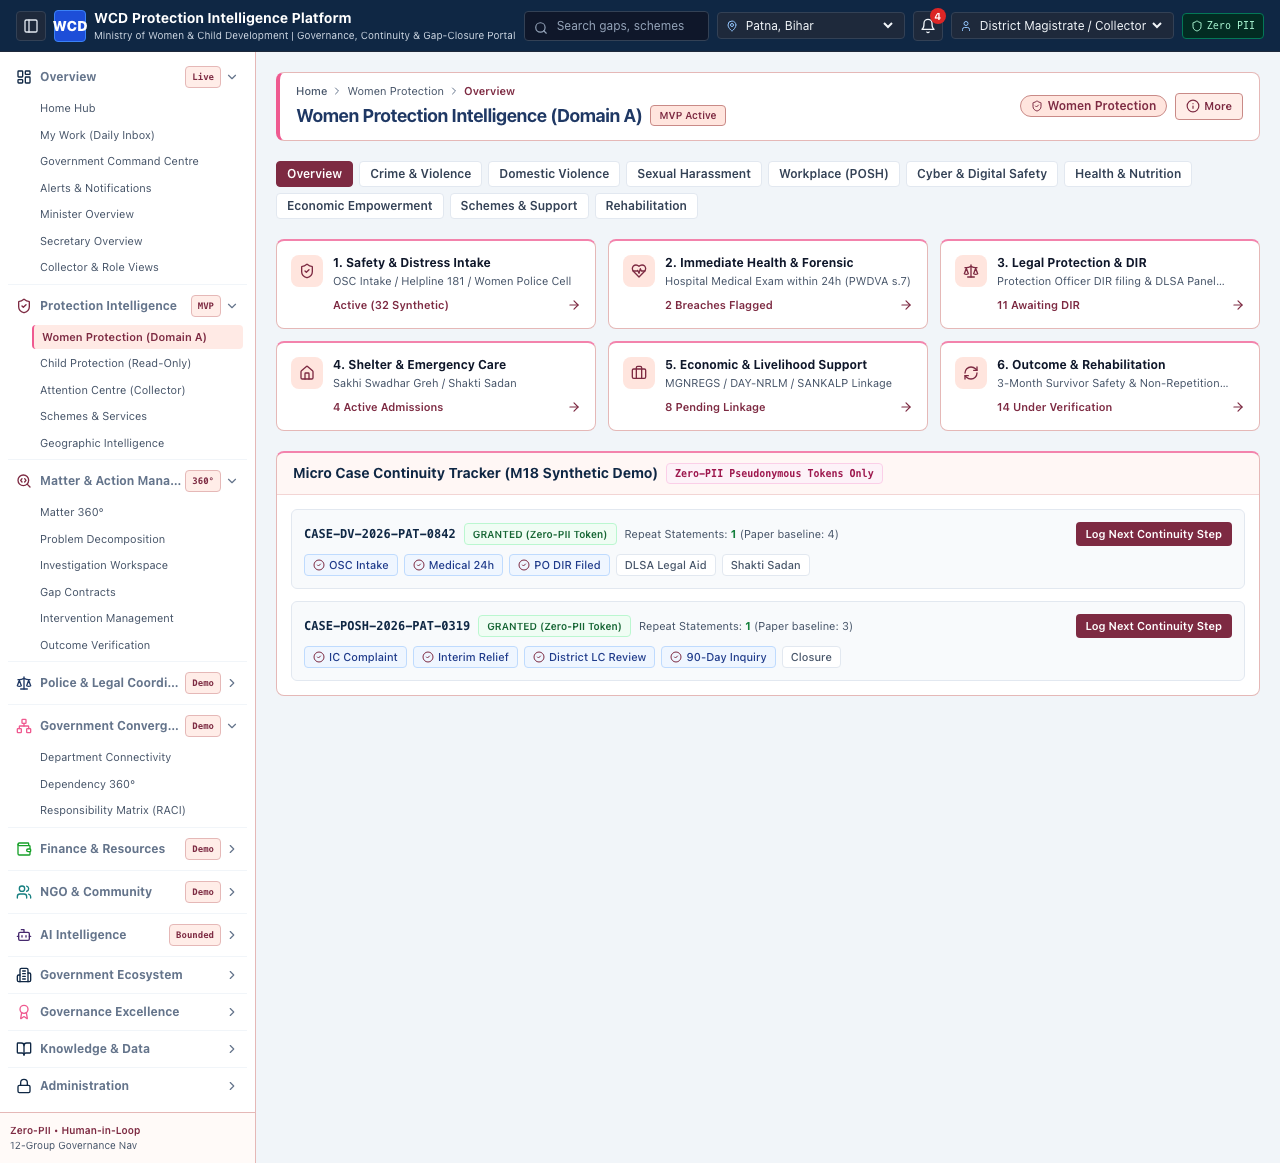 WCD
WCD Protection Intelligence Platform
Ministry of Women & Child Development | Governance, Continuity & Gap-Closure Portal
Search gaps, schemes
Patna, Bihar
4
District Magistrate / Collector
Zero PII
Overview
Live
Home Hub
My Work (Daily Inbox)
Government Command Centre
Alerts & Notifications
Minister Overview
Secretary Overview
Collector & Role Views
Protection Intelligence
MVP
Women Protection (Domain A)
Child Protection (Read-Only)
Attention Centre (Collector)
Schemes & Services
Geographic Intelligence
Matter & Action Mana...
360°
Matter 360°
Problem Decomposition
Investigation Workspace
Gap Contracts
Intervention Management
Outcome Verification
Police & Legal Coordi...
Demo
Government Converg...
Demo
Department Connectivity
Dependency 360°
Responsibility Matrix (RACI)
Finance & Resources
Demo
NGO & Community
Demo
AI Intelligence
Bounded
Government Ecosystem
Governance Excellence
Knowledge & Data
Administration
Zero-PII • Human-in-Loop
12-Group Governance Nav
Home > Women Protection > Overview
Women Protection Intelligence (Domain A)
MVP Active
Women Protection
More
Overview
Crime & Violence
Domestic Violence
Sexual Harassment
Workplace (POSH)
Cyber & Digital Safety
Health & Nutrition
Economic Empowerment
Schemes & Support
Rehabilitation
1. Safety & Distress Intake
OSC Intake / Helpline 181 / Women Police Cell
Active (32 Synthetic)
2. Immediate Health & Forensic
Hospital Medical Exam within 24h (PWDVA s.7)
2 Breaches Flagged
3. Legal Protection & DIR
Protection Officer DIR filing & DLSA Panel...
11 Awaiting DIR
4. Shelter & Emergency Care
Sakhi Swadhar Greh / Shakti Sadan
4 Active Admissions
5. Economic & Livelihood Support
MGNREGS / DAY-NRLM / SANKALP Linkage
8 Pending Linkage
6. Outcome & Rehabilitation
3-Month Survivor Safety & Non-Repetition...
14 Under Verification
Micro Case Continuity Tracker (M18 Synthetic Demo)
Zero-PII Pseudonymous Tokens Only
CASE-DV-2026-PAT-0842
GRANTED (Zero-PII Token)
Repeat Statements: 1 (Paper baseline: 4)
Log Next Continuity Step
OSC Intake
Medical 24h
PO DIR Filed
DLSA Legal Aid
Shakti Sadan
CASE-POSH-2026-PAT-0319
GRANTED (Zero-PII Token)
Repeat Statements: 1 (Paper baseline: 3)
Log Next Continuity Step
IC Complaint
Interim Relief
District LC Review
90-Day Inquiry
Closure